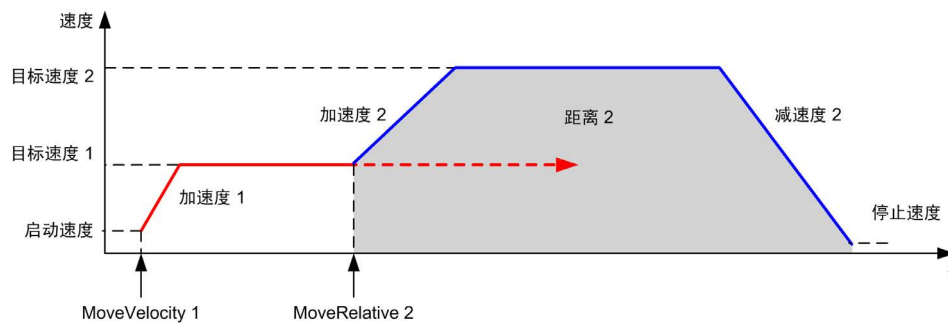 速度
目标速度 2
加速度 2
距离 2
减速度 2
目标速度 1
加速度 1
启动速度
停止速度
MoveVelocity 1
MoveRelative 2